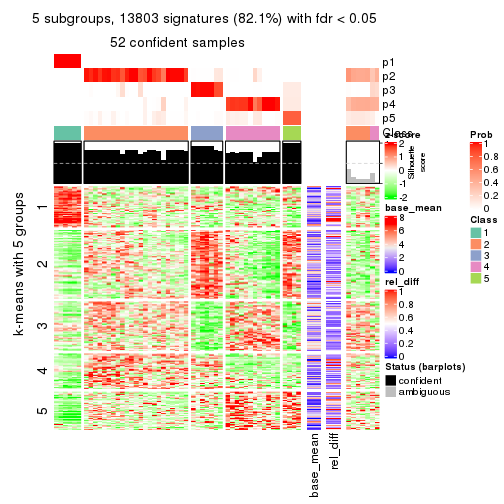 5 subgroups, 13803 signatures (82.1%) with fdr < 0.05
52 confident samples
p1
p2
p3
p4
p5
Class
Silhouette
score
1
2
3
4
5
k-means with 5 groups
base_mean
rel_diff
z-score
2
1
0
-1
-2
base_mean
8
6
4
2
0
rel_diff
1
0.8
0.6
0.4
0.2
0
Status (barplots)
confident
ambiguous
Prob
1
0.8
0.6
0.4
0.2
0
Class
1
2
3
4
5